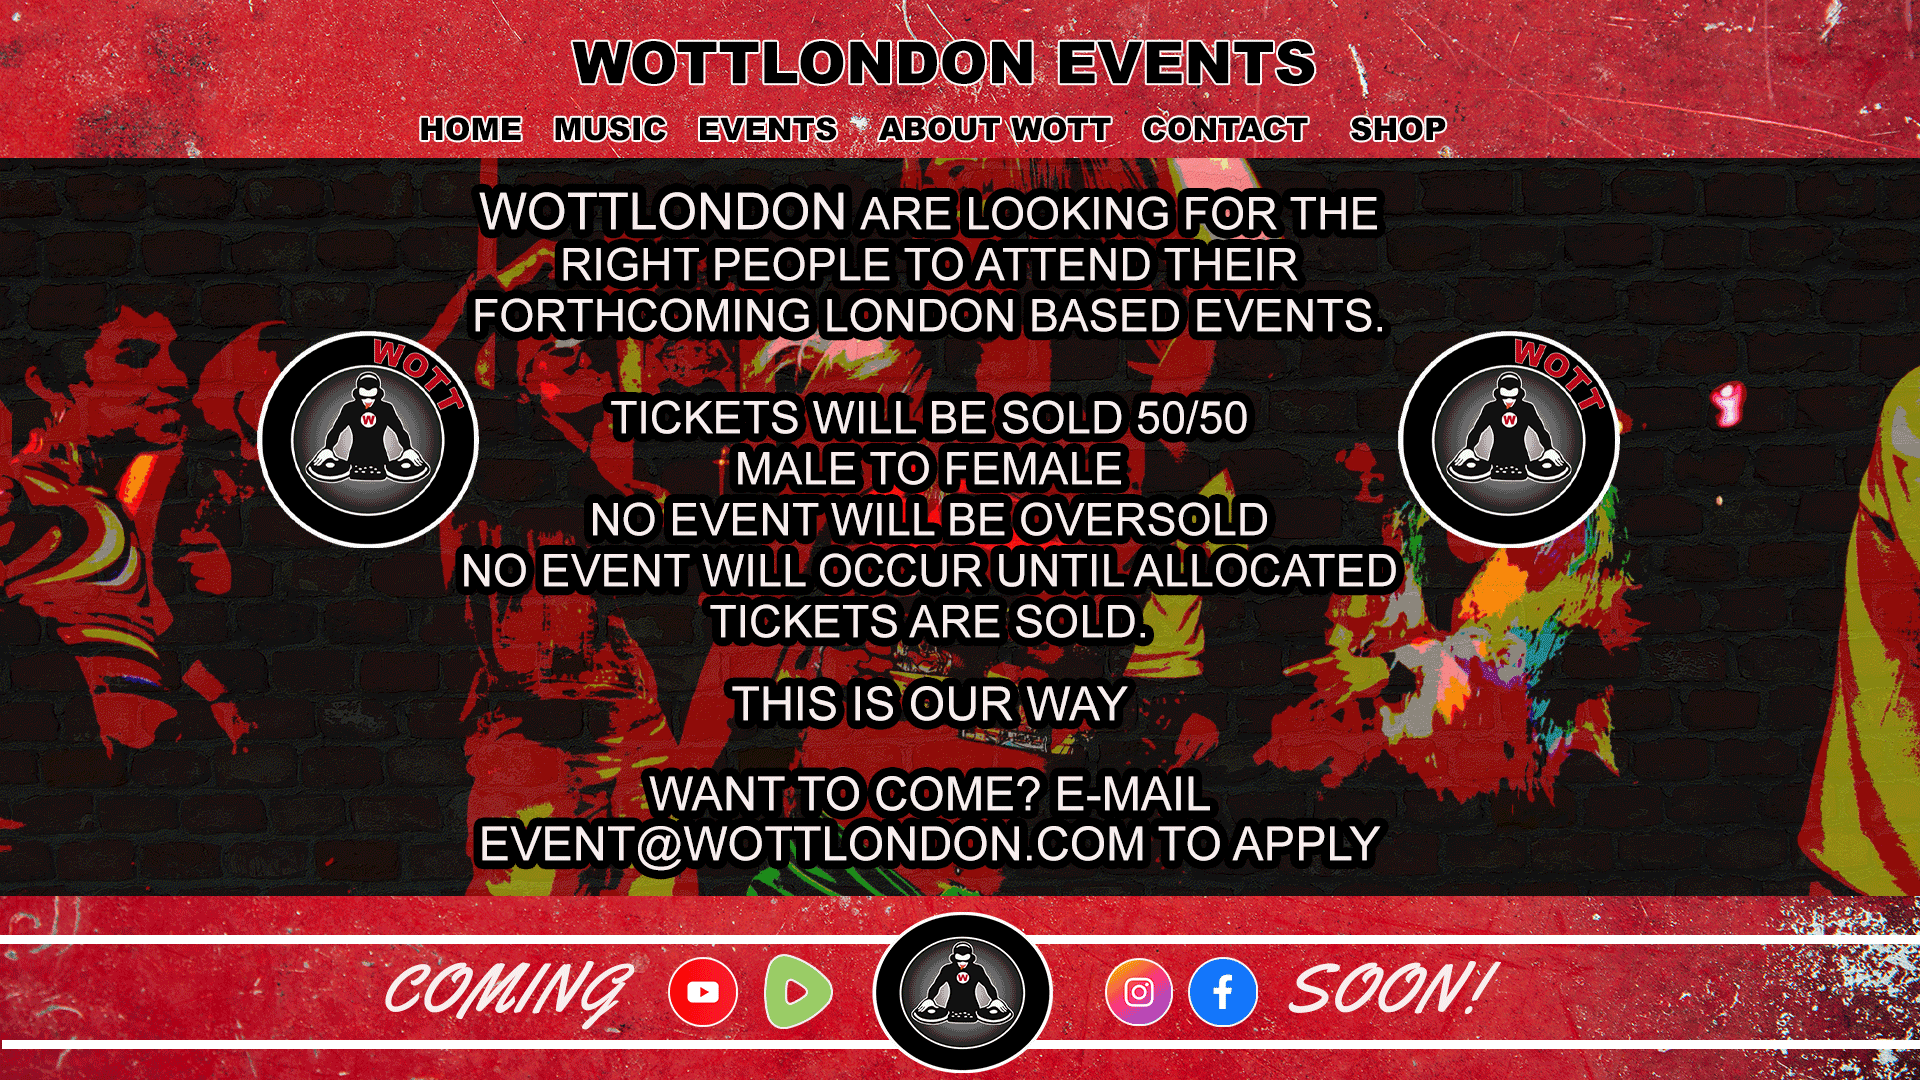 WOTTLONDON EVENTS
HOME MUSIC EVENTS ABOUT WOTT CONTACT SHOP
WOTTLONDON ARE LOOKING FOR THE
RIGHT PEOPLE TO ATTEND THEIR
FORTHCOMING LONDON BASED EVENTS.
WOTT
W
WOTT
W
TICKETS WILL BE SOLD 50/50
MALE TO FEMALE
NO EVENT WILL BE OVERSOLD
NO EVENT WILL OCCUR UNTIL ALLOCATED
TICKETS ARE SOLD.
THIS IS OUR WAY
WANT TO COME? E-MAIL
EVENT@WOTTLONDON.COM TO APPLY
COMING SOON!
W